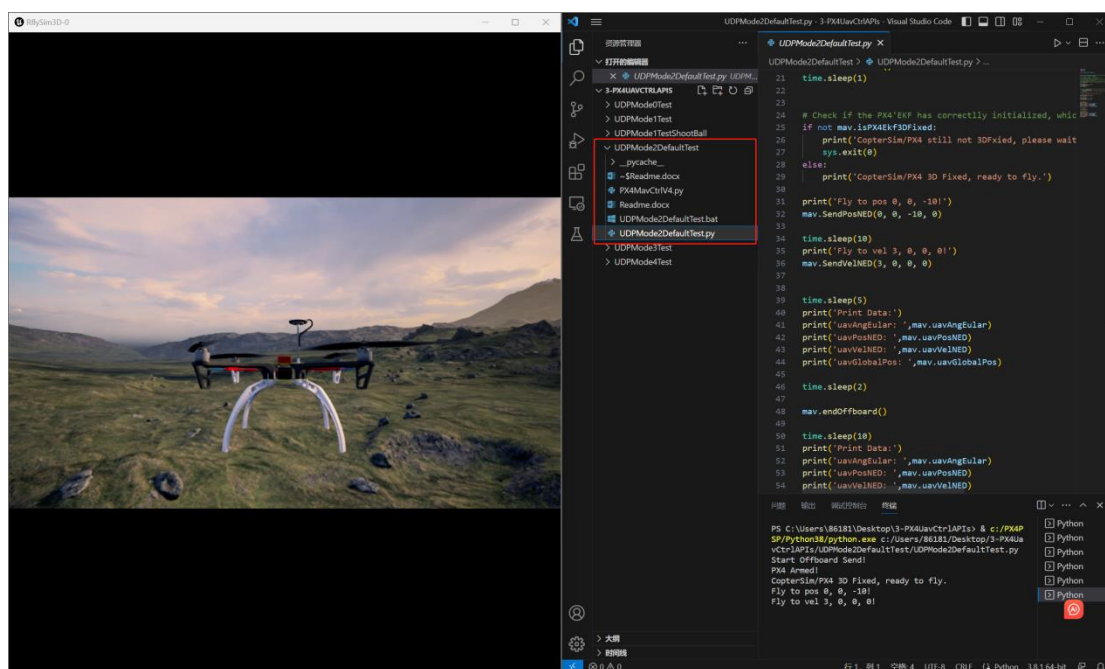 RflySim3D-0
UDPMode2DefaultTest.py - 3-PX4UavCtrlAPIs - Visual Studio Code
资源管理器
打开的编辑器
UDPMode2DefaultTest.py UDPM...
3-PX4UAVCTRLAPIS
UDPMode0Test
UDPMode1Test
UDPMode1TestShootBall
UDPMode2DefaultTest
__pycache__
~$Readme.docx
PX4MavCtrlV4.py
Readme.docx
UDPMode2DefaultTest.bat
UDPMode2DefaultTest.py
UDPMode3Test
UDPMode4Test
大纲
时间线
UDPMode2DefaultTest.py
UDPMode2DefaultTest > UDPMode2DefaultTest.py > ...
21 time.sleep(1)
22
23
24 # Check if the PX4'EKF has correctlly initialized, whic
25 if not mav.isPX4Ekf3DFixed:
26 print('CopterSim/PX4 still not 3DFxied, please wait
27 sys.exit(0)
28 else:
29 print('CopterSim/PX4 3D Fixed, ready to fly.')
30
31 print('Fly to pos 0, 0, -10!')
32 mav.SendPosNED(0, 0, -10, 0)
33
34 time.sleep(10)
35 print('Fly to vel 3, 0, 0, 0!')
36 mav.SendVelNED(3, 0, 0, 0)
37
38
39 time.sleep(5)
40 print('Print Data:')
41 print('uavAngEular: ',mav.uavAngEular)
42 print('uavPosNED: ',mav.uavPosNED)
43 print('uavVelNED: ',mav.uavVelNED)
44 print('uavGlobalPos: ',mav.uavGlobalPos)
45
46 time.sleep(2)
47
48 mav.endOffboard()
49
50 time.sleep(10)
51 print('Print Data:')
52 print('uavAngEular: ',mav.uavAngEular)
53 print('uavPosNED: ',mav.uavPosNED)
54 print('uavVelNED: ',mav.uavVelNED)
问题 输出 调试控制台 终端
PS C:\Users\86181\Desktop\3-PX4UavCtrlAPIs> & c:/PX4P
SP/Python38/python.exe c:/Users/86181/Desktop/3-PX4Ua
vCtrlAPIs/UDPMode2DefaultTest/UDPMode2DefaultTest.py
Start Offboard Send!
PX4 Armed!
CopterSim/PX4 3D Fixed, ready to fly.
Fly to pos 0, 0, -10!
Fly to vel 3, 0, 0, 0!
Python
Python
Python
Python
Python
Python
0 0
行 1, 列 1 空格: 4 UTF-8 CRLF Python 3.8.1 64-bit